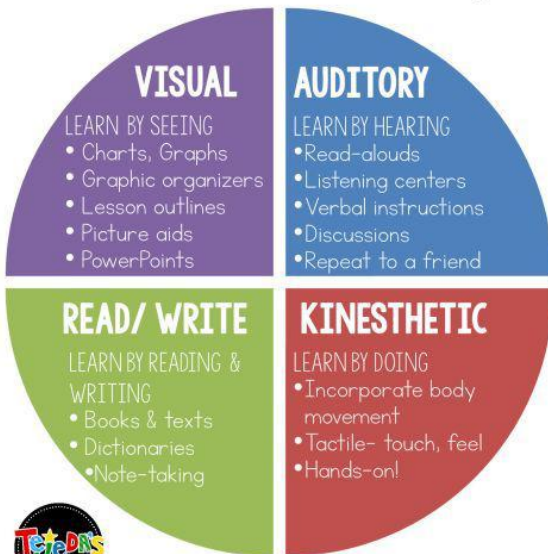 VISUAL
LEARN BY SEEING
• Charts, Graphs
• Graphic organizers
• Lesson outlines
• Picture aids
• PowerPoints
AUDITORY
LEARN BY HEARING
• Read-alouds
• Listening centers
• Verbal instructions
• Discussions
• Repeat to a friend
READ/ WRITE
LEARN BY READING &
WRITING
• Books & texts
• Dictionaries
• Note-taking
KINESTHETIC
LEARN BY DOING
• Incorporate body
movement
• Tactile- touch, feel
• Hands-on!
TEJEDA'S